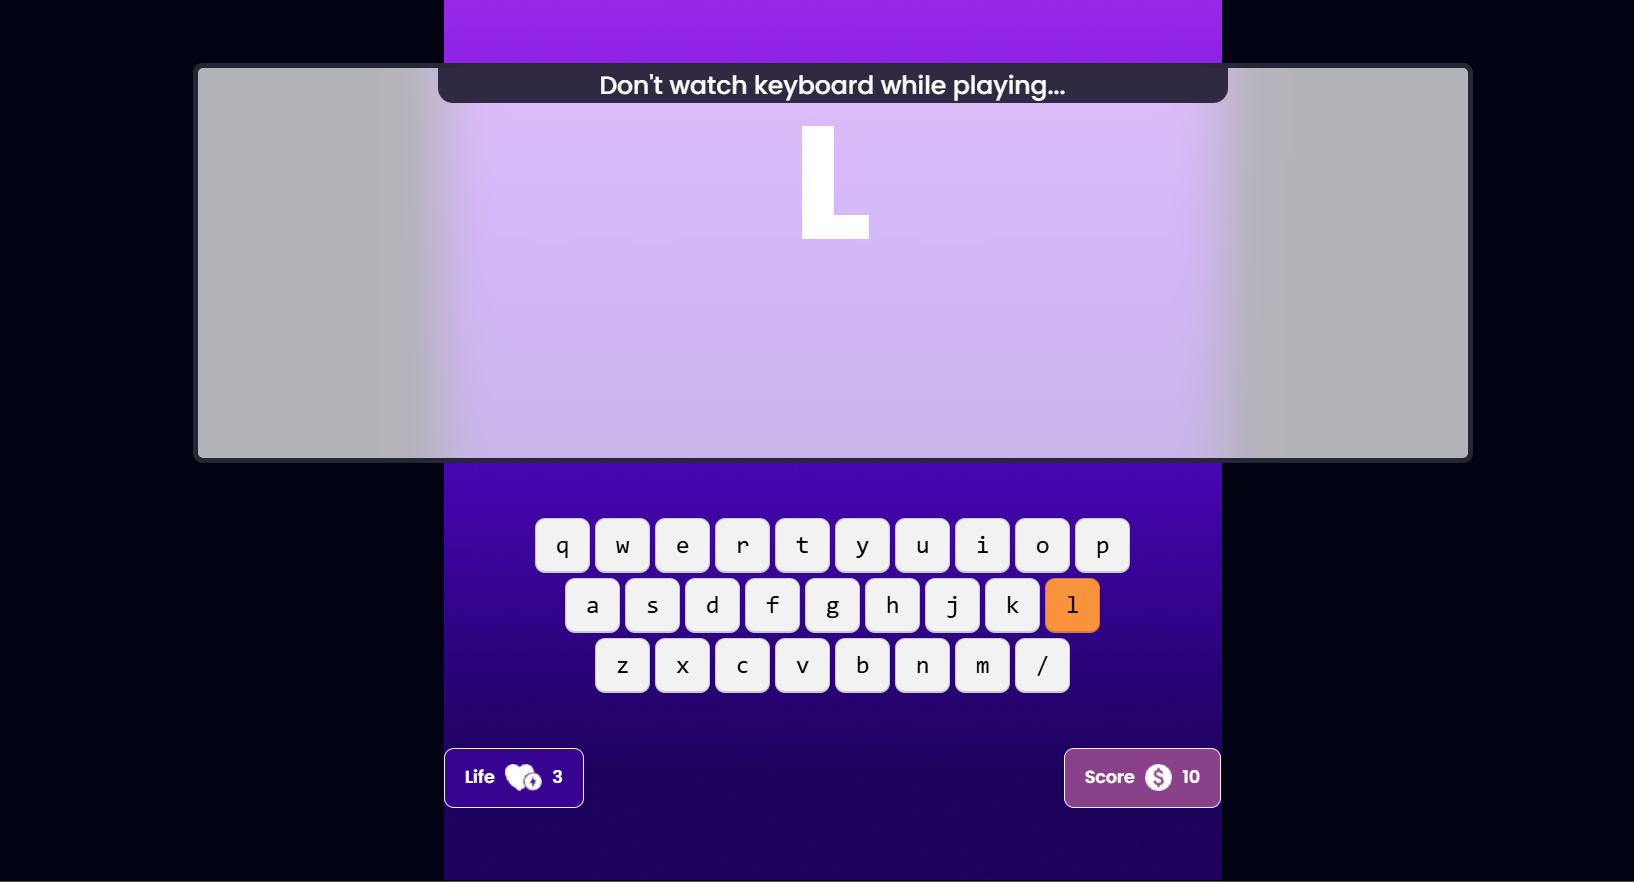 Don't watch keyboard while playing...
L
q w e r t y u i o p
a s d f g h j k l
z x c v b n m /
Life 3
Score $ 10